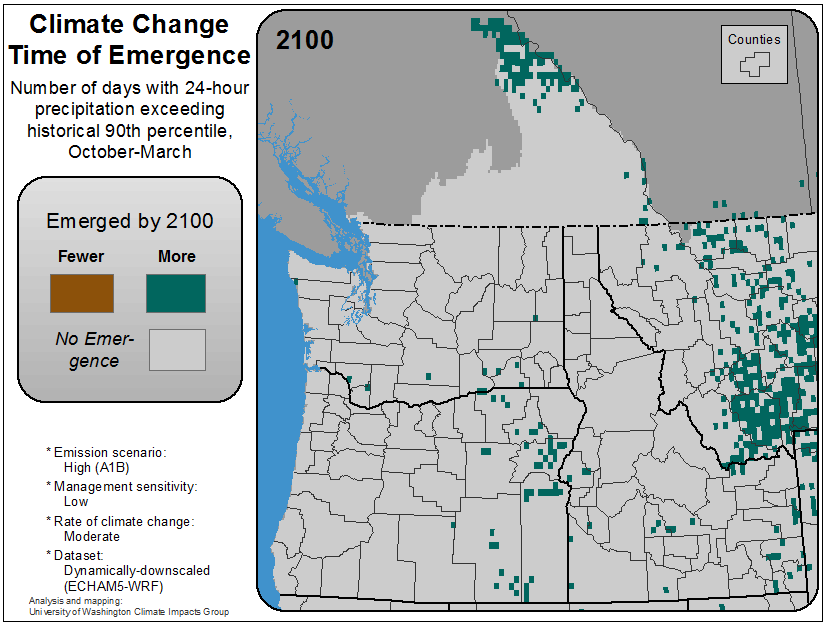 Climate Change
Time of Emergence
Number of days with 24-hour
precipitation exceeding
historical 90th percentile,
October-March
Emerged by 2100
Fewer More
No Emer-
gence
* Emission scenario:
High (A1B)
* Management sensitivity:
Low
* Rate of climate change:
Moderate
* Dataset:
Dynamically-downscaled
(ECHAM5-WRF)
Analysis and mapping:
University of Washington Climate Impacts Group
2100
Counties